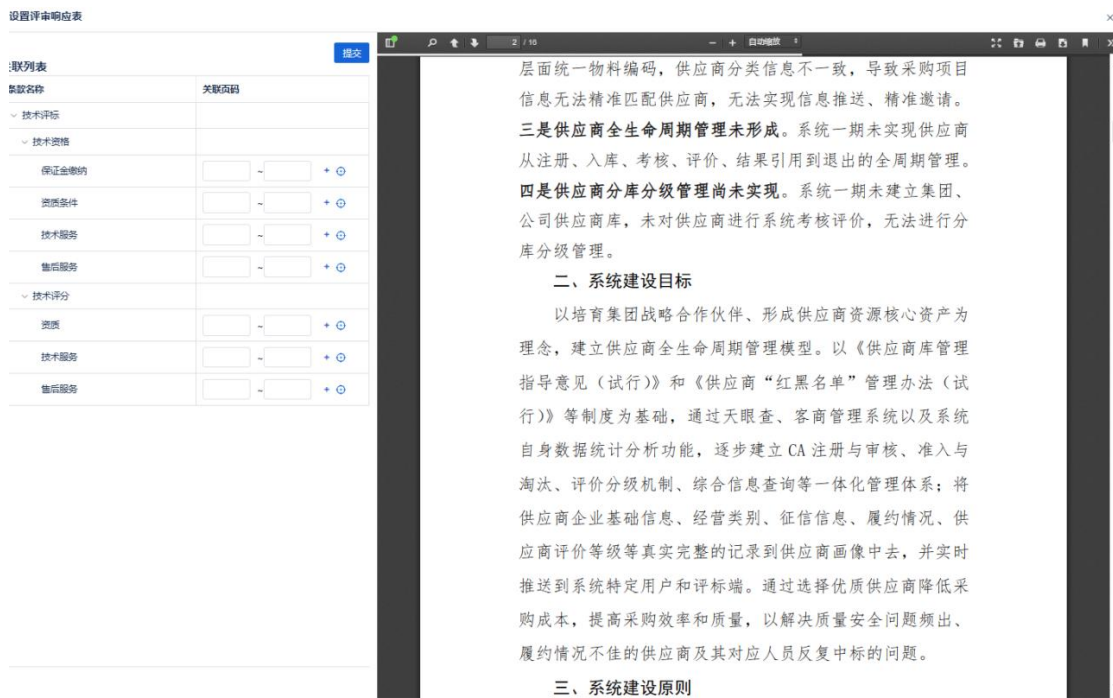 设置评审响应表
联列表
提交
条款名称 关联页码
技术评标
技术资格
保证金缴纳 ~ +
资质条件 ~ +
技术服务 ~ +
售后服务 ~ +
技术评分
资质 ~ +
技术服务 ~ +
售后服务 ~ +
2 / 16
自动缩放
层面统一物料编码，供应商分类信息不一致，导致采购项目
信息无法精准匹配供应商，无法实现信息推送、精准邀请。
三是供应商全生命周期管理未形成。系统一期未实现供应商
从注册、入库、考核、评价、结果引用到退出的全周期管理。
四是供应商分库分级管理尚未实现。系统一期未建立集团、
公司供应商库，未对供应商进行系统考核评价，无法进行分
库分级管理。
二、系统建设目标
以培育集团战略合作伙伴、形成供应商资源核心资产为
理念，建立供应商全生命周期管理模型。以《供应商库管理
指导意见（试行）》和《供应商“红黑名单”管理办法（试
行）》等制度为基础，通过天眼查、客商管理系统以及系统
自身数据统计分析功能，逐步建立 CA 注册与审核、准入与
淘汰、评价分级机制、综合信息查询等一体化管理体系；将
供应商企业基础信息、经营类别、征信信息、履约情况、供
应商评价等级等真实完整的记录到供应商画像中去，并实时
推送到系统特定用户和评标端。通过选择优质供应商降低采
购成本，提高采购效率和质量，以解决质量安全问题频出、
履约情况不佳的供应商及其对应人员反复中标的问题。
三、系统建设原则